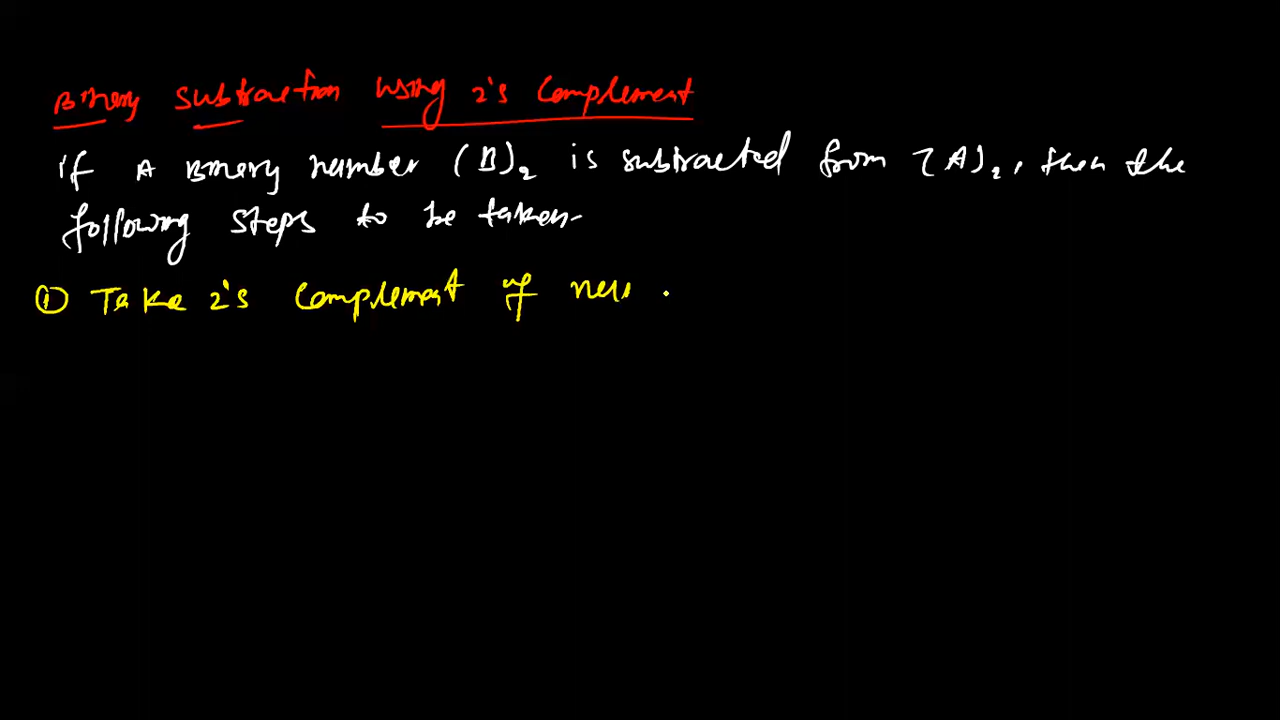 Binary subtraction using 2's complement
if A Binary number (B)₂ is subtracted from (A)₂, then the
following steps to be taken-
① Take 2's complement of